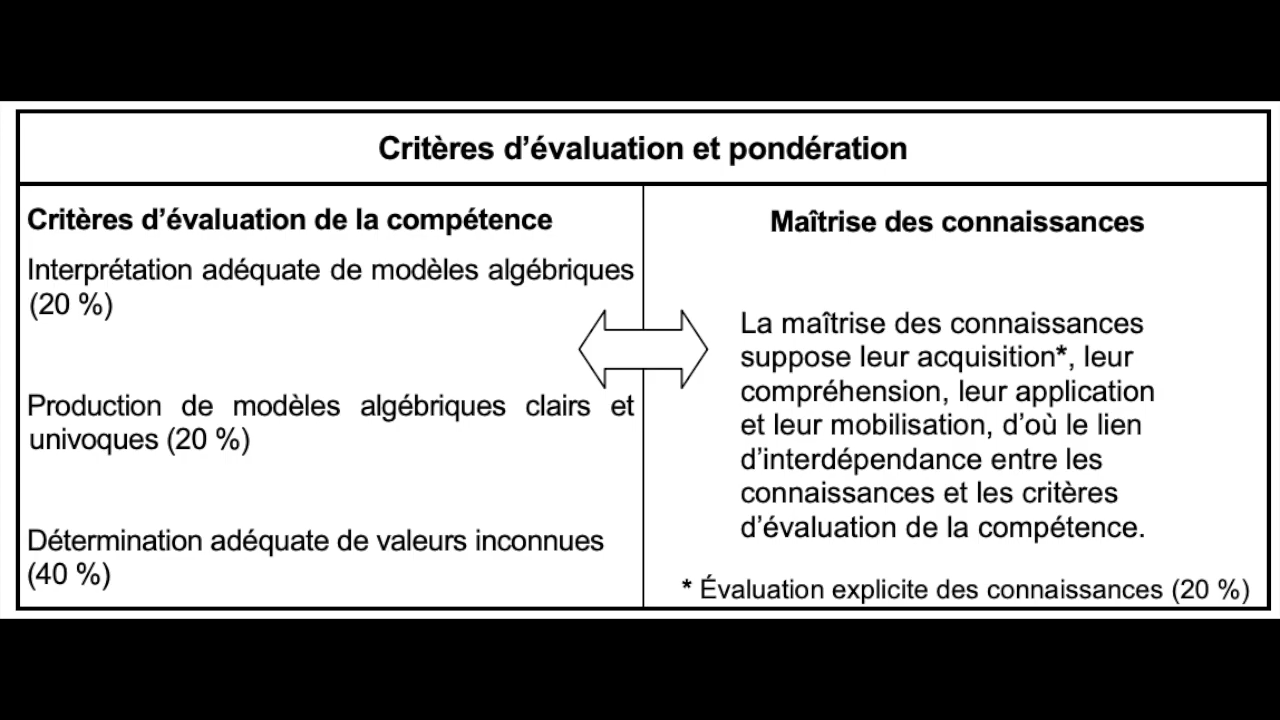 Critères d’évaluation et pondération
Critères d’évaluation de la compétence
Interprétation adéquate de modèles algébriques
(20 %)
Production de modèles algébriques clairs et
univoques (20 %)
Détermination adéquate de valeurs inconnues
(40 %)
Maîtrise des connaissances
La maîtrise des connaissances
suppose leur acquisition*, leur
compréhension, leur application
et leur mobilisation, d’où le lien
d’interdépendance entre les
connaissances et les critères
d’évaluation de la compétence.
* Évaluation explicite des connaissances (20 %)